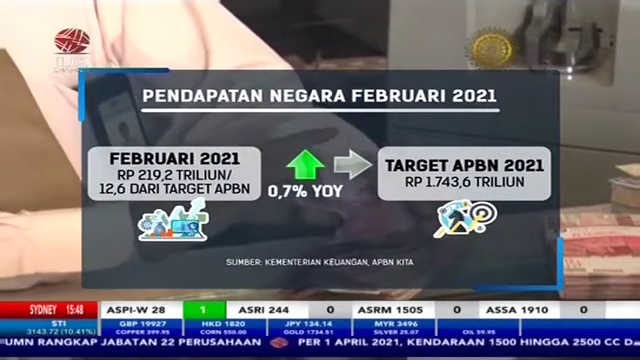 PENDAPATAN NEGARA FEBRUARI 2021
FEBRUARI 2021
RP 219,2 TRILIUN/
12,6 DARI TARGET APBN
0,7% YOY
TARGET APBN 2021
RP 1.743,6 TRILIUN
SUMBER: KEMENTERIAN KEUANGAN, APBN KITA
SYDNEY 15:48 ASPI-W 28 1 ASRI 244 0 ASRM 1505 0 ASSA 1910 0
STI GBP 19927 HKD 1820 JPY 134.14 MYR 3496
3143.72 (10.41%) COPPER 399.95 CORN 550.00 GOLD 1734.51 SILVER 25.07 OIL 59.95
UMN RANGKAP JABATAN 22 PERUSAHAAN * PER 1 APRIL 2021, KENDARAAN 1500 HINGGA 2500 CC DA